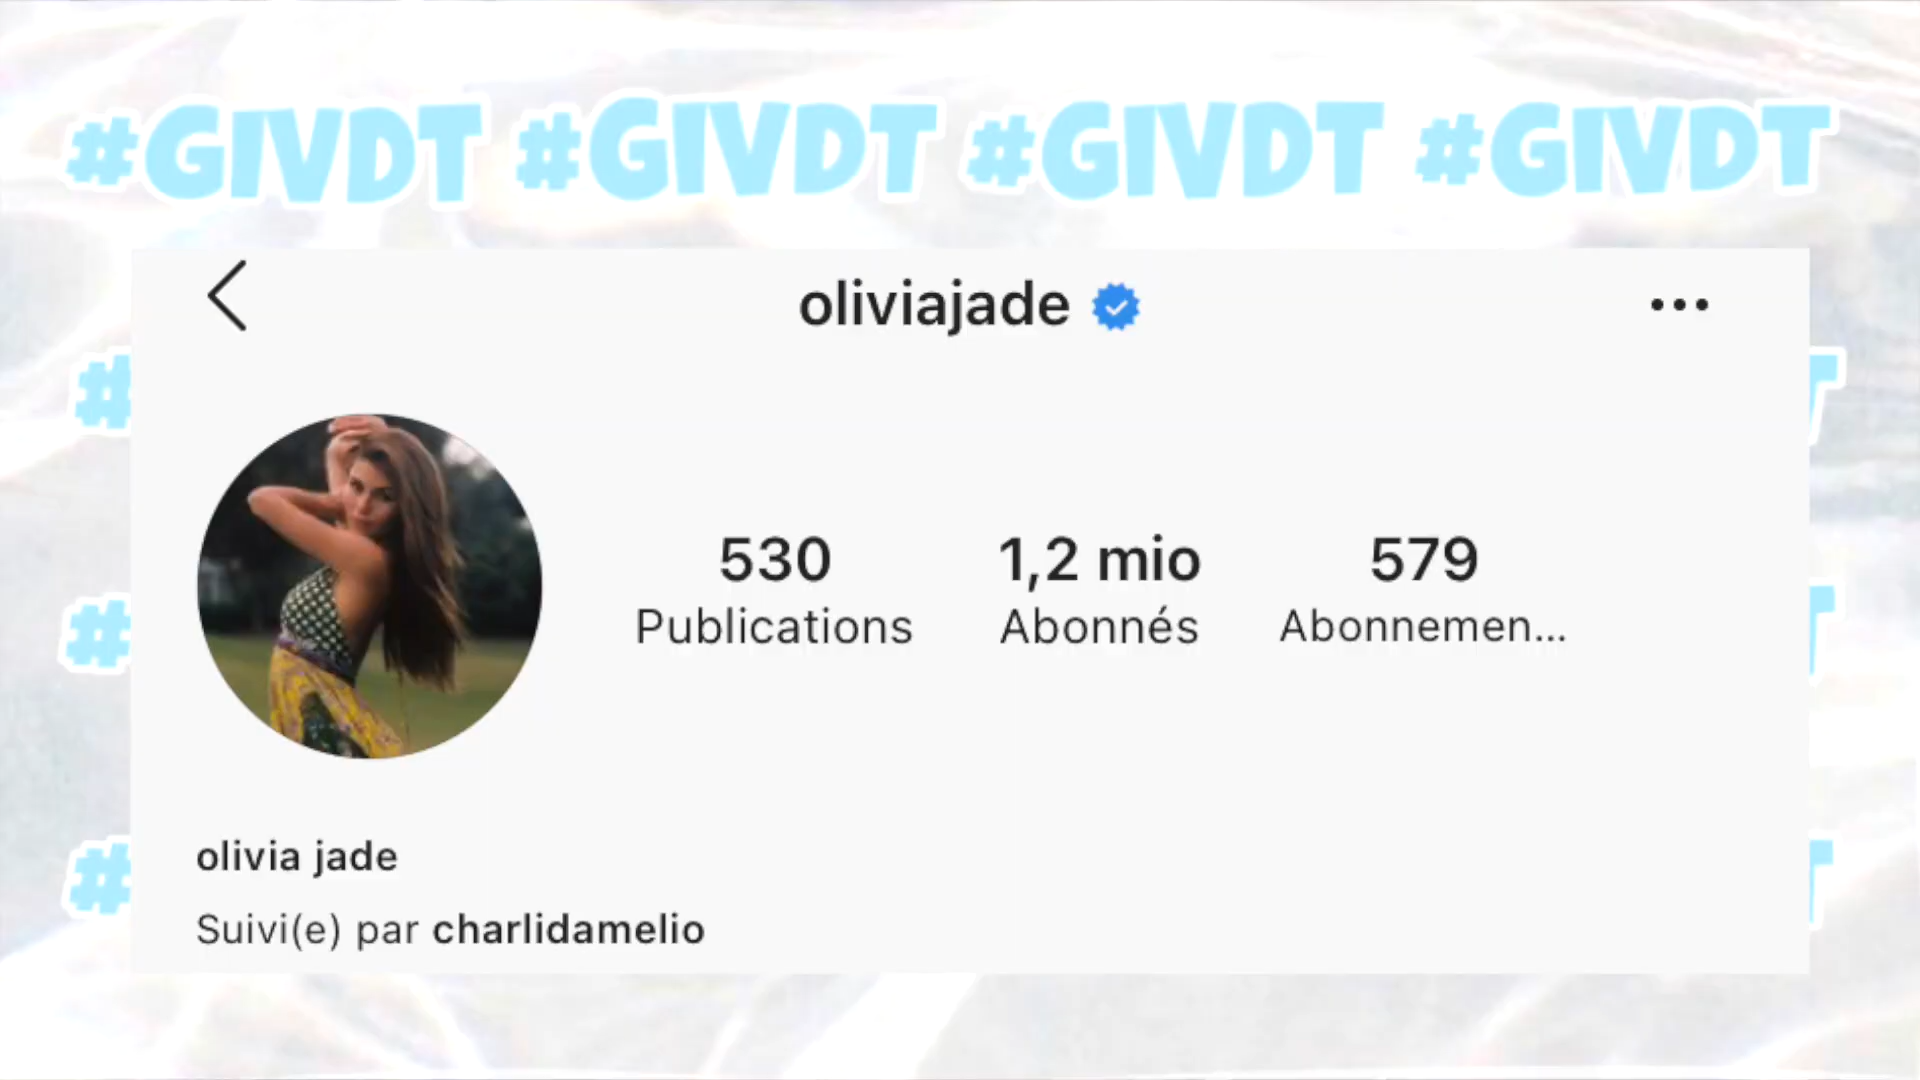 #GIVDT #GIVDT #GIVDT #GIVDT
oliviajade
530 1,2 mio 579
Publications Abonnés Abonnemen...
olivia jade
Suivi(e) par charlidamelio